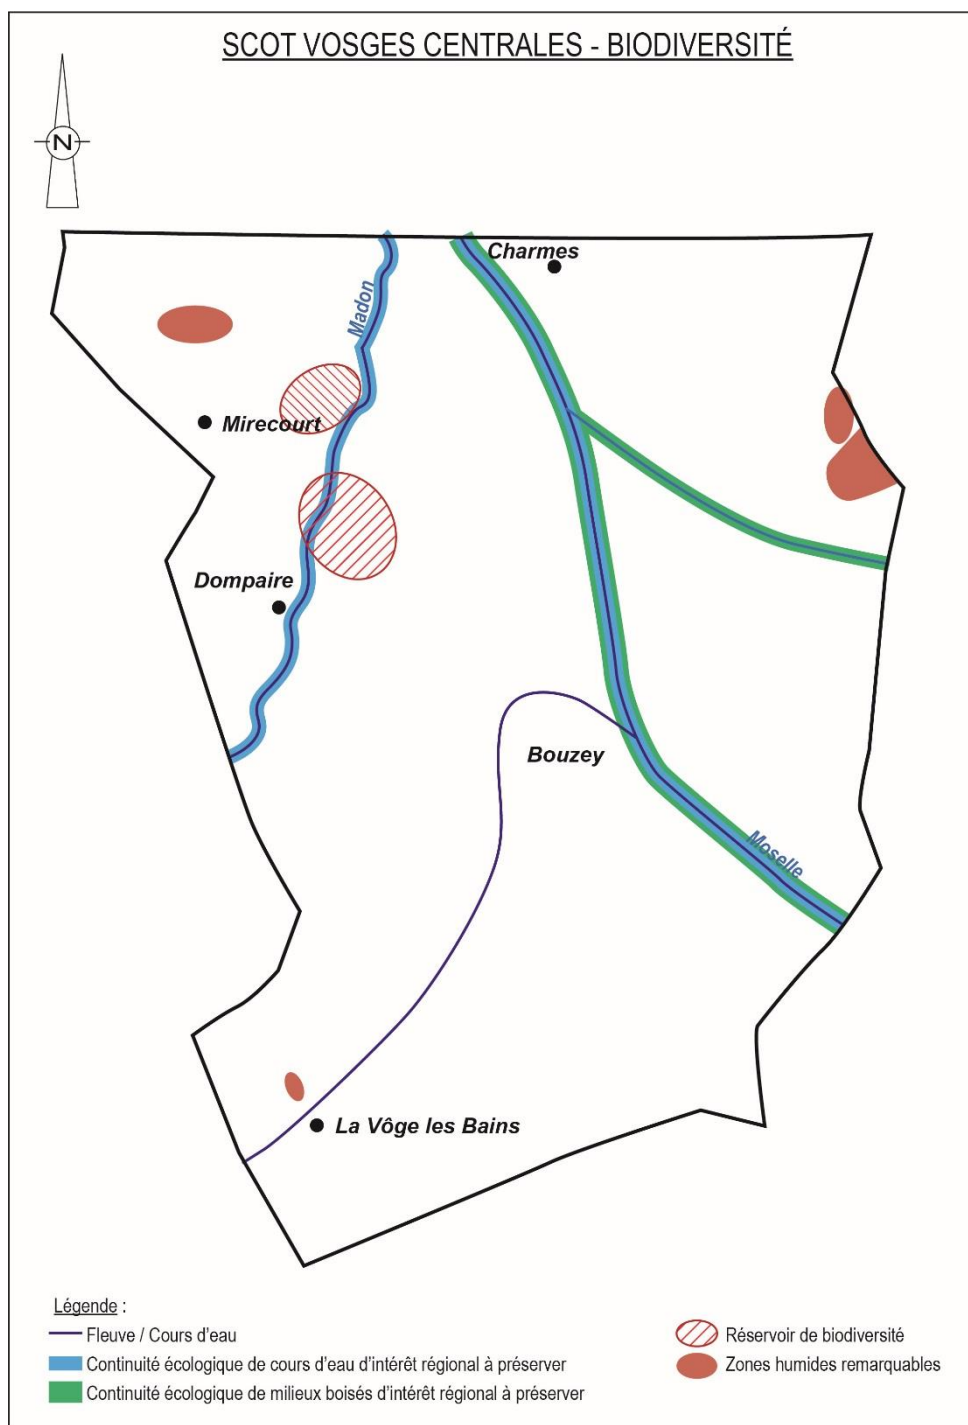 SCOT VOSGES CENTRALES - BIODIVERSITÉ
N
Charmes
Madon
Mirecourt
Dompaire
Bouzey
Moselle
La Vôge les Bains
Légende :
Fleuve / Cours d'eau
Continuité écologique de cours d'eau d'intérêt régional à préserver
Continuité écologique de milieux boisés d'intérêt régional à préserver
Réservoir de biodiversité
Zones humides remarquables